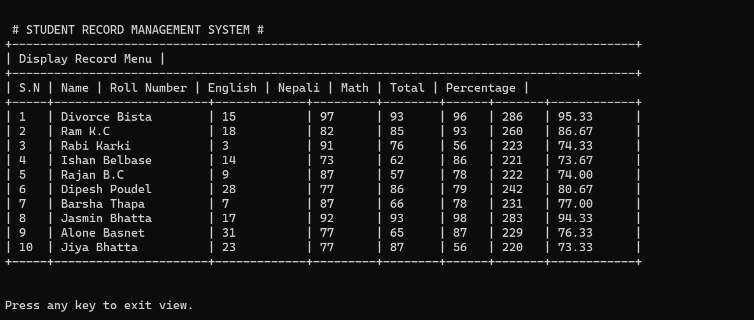 # STUDENT RECORD MANAGEMENT SYSTEM #
+-----------------------------------------------------------------------------------------+
| Display Record Menu |
+-----------------------------------------------------------------------------------------+
| S.N | Name | Roll Number | English | Nepali | Math | Total | Percentage |
+-----+----------------------+-------------+---------+--------+------+-------+------------+
| 1 | Divorce Bista | 15 | 97 | 93 | 96 | 286 | 95.33 |
| 2 | Ram K.C | 18 | 82 | 85 | 93 | 260 | 86.67 |
| 3 | Rabi Karki | 3 | 91 | 76 | 56 | 223 | 74.33 |
| 4 | Ishan Belbase | 14 | 73 | 62 | 86 | 221 | 73.67 |
| 5 | Rajan B.C | 9 | 87 | 57 | 78 | 222 | 74.00 |
| 6 | Dipesh Poudel | 28 | 77 | 86 | 79 | 242 | 80.67 |
| 7 | Barsha Thapa | 7 | 87 | 66 | 78 | 231 | 77.00 |
| 8 | Jasmin Bhatta | 17 | 92 | 93 | 98 | 283 | 94.33 |
| 9 | Alone Basnet | 31 | 77 | 65 | 87 | 229 | 76.33 |
| 10 | Jiya Bhatta | 23 | 77 | 87 | 56 | 220 | 73.33 |
+-----+----------------------+-------------+---------+--------+------+-------+------------+
Press any key to exit view.